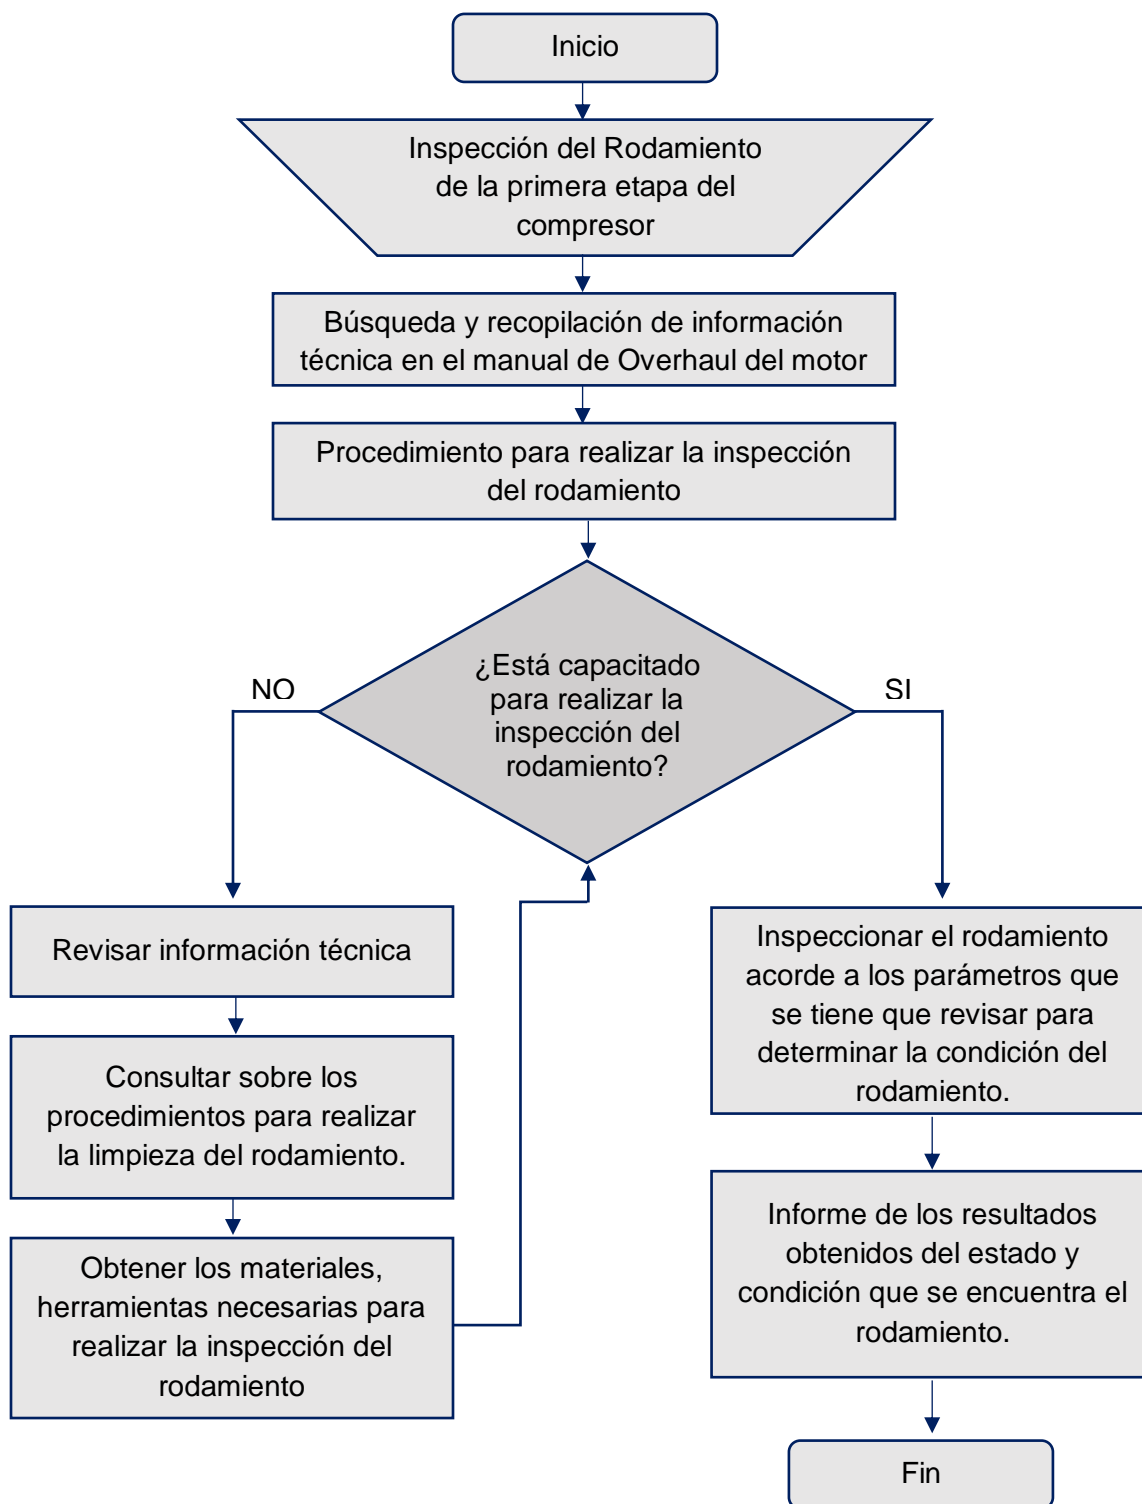 Inicio
Inspección del Rodamiento
de la primera etapa del
compresor
Búsqueda y recopilación de información
técnica en el manual de Overhaul del motor
Procedimiento para realizar la inspección
del rodamiento
¿Está capacitado
para realizar la
inspección del
rodamiento?
NO
SI
Revisar información técnica
Consultar sobre los
procedimientos para realizar
la limpieza del rodamiento.
Obtener los materiales,
herramientas necesarias para
realizar la inspección del
rodamiento
Inspeccionar el rodamiento
acorde a los parámetros que
se tiene que revisar para
determinar la condición del
rodamiento.
Informe de los resultados
obtenidos del estado y
condición que se encuentra el
rodamiento.
Fin